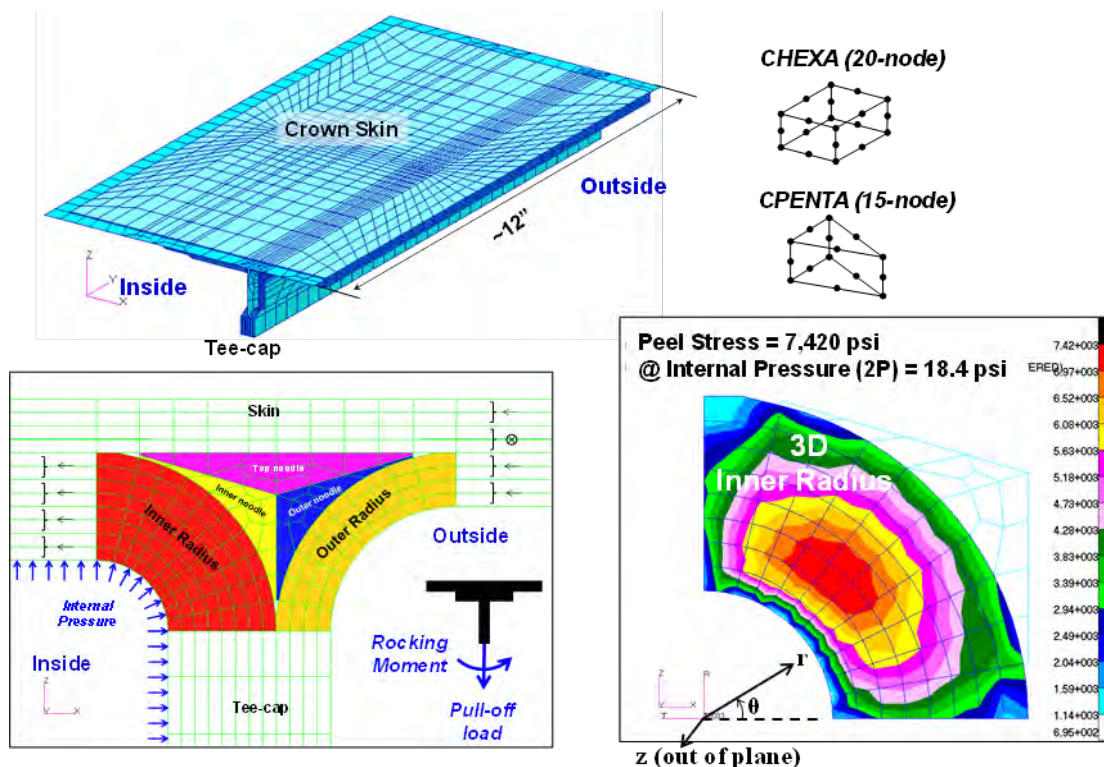 CHEXA (20-node)
CPENTA (15-node)
Crown Skin
Outside
~12”
Z
Y
X
Inside
Tee-cap
Skin
Top noodle
Inner noodle
Outer noodle
Inner Radius
Outer Radius
Outside
Internal
Pressure
Inside
Rocking
Moment
Pull-off
load
Z
X
Tee-cap
Peel Stress = 7,420 psi
@ Internal Pressure (2P) = 18.4 psi
ERED)
3D
Inner Radius
7.42+003
6.97+003
6.52+003
6.08+003
5.63+003
5.18+003
4.73+003
4.28+003
3.83+003
3.39+003
2.94+003
2.49+003
2.04+003
1.59+003
1.14+003
6.95+002
Z
X
R
T
r
θ
z (out of plane)